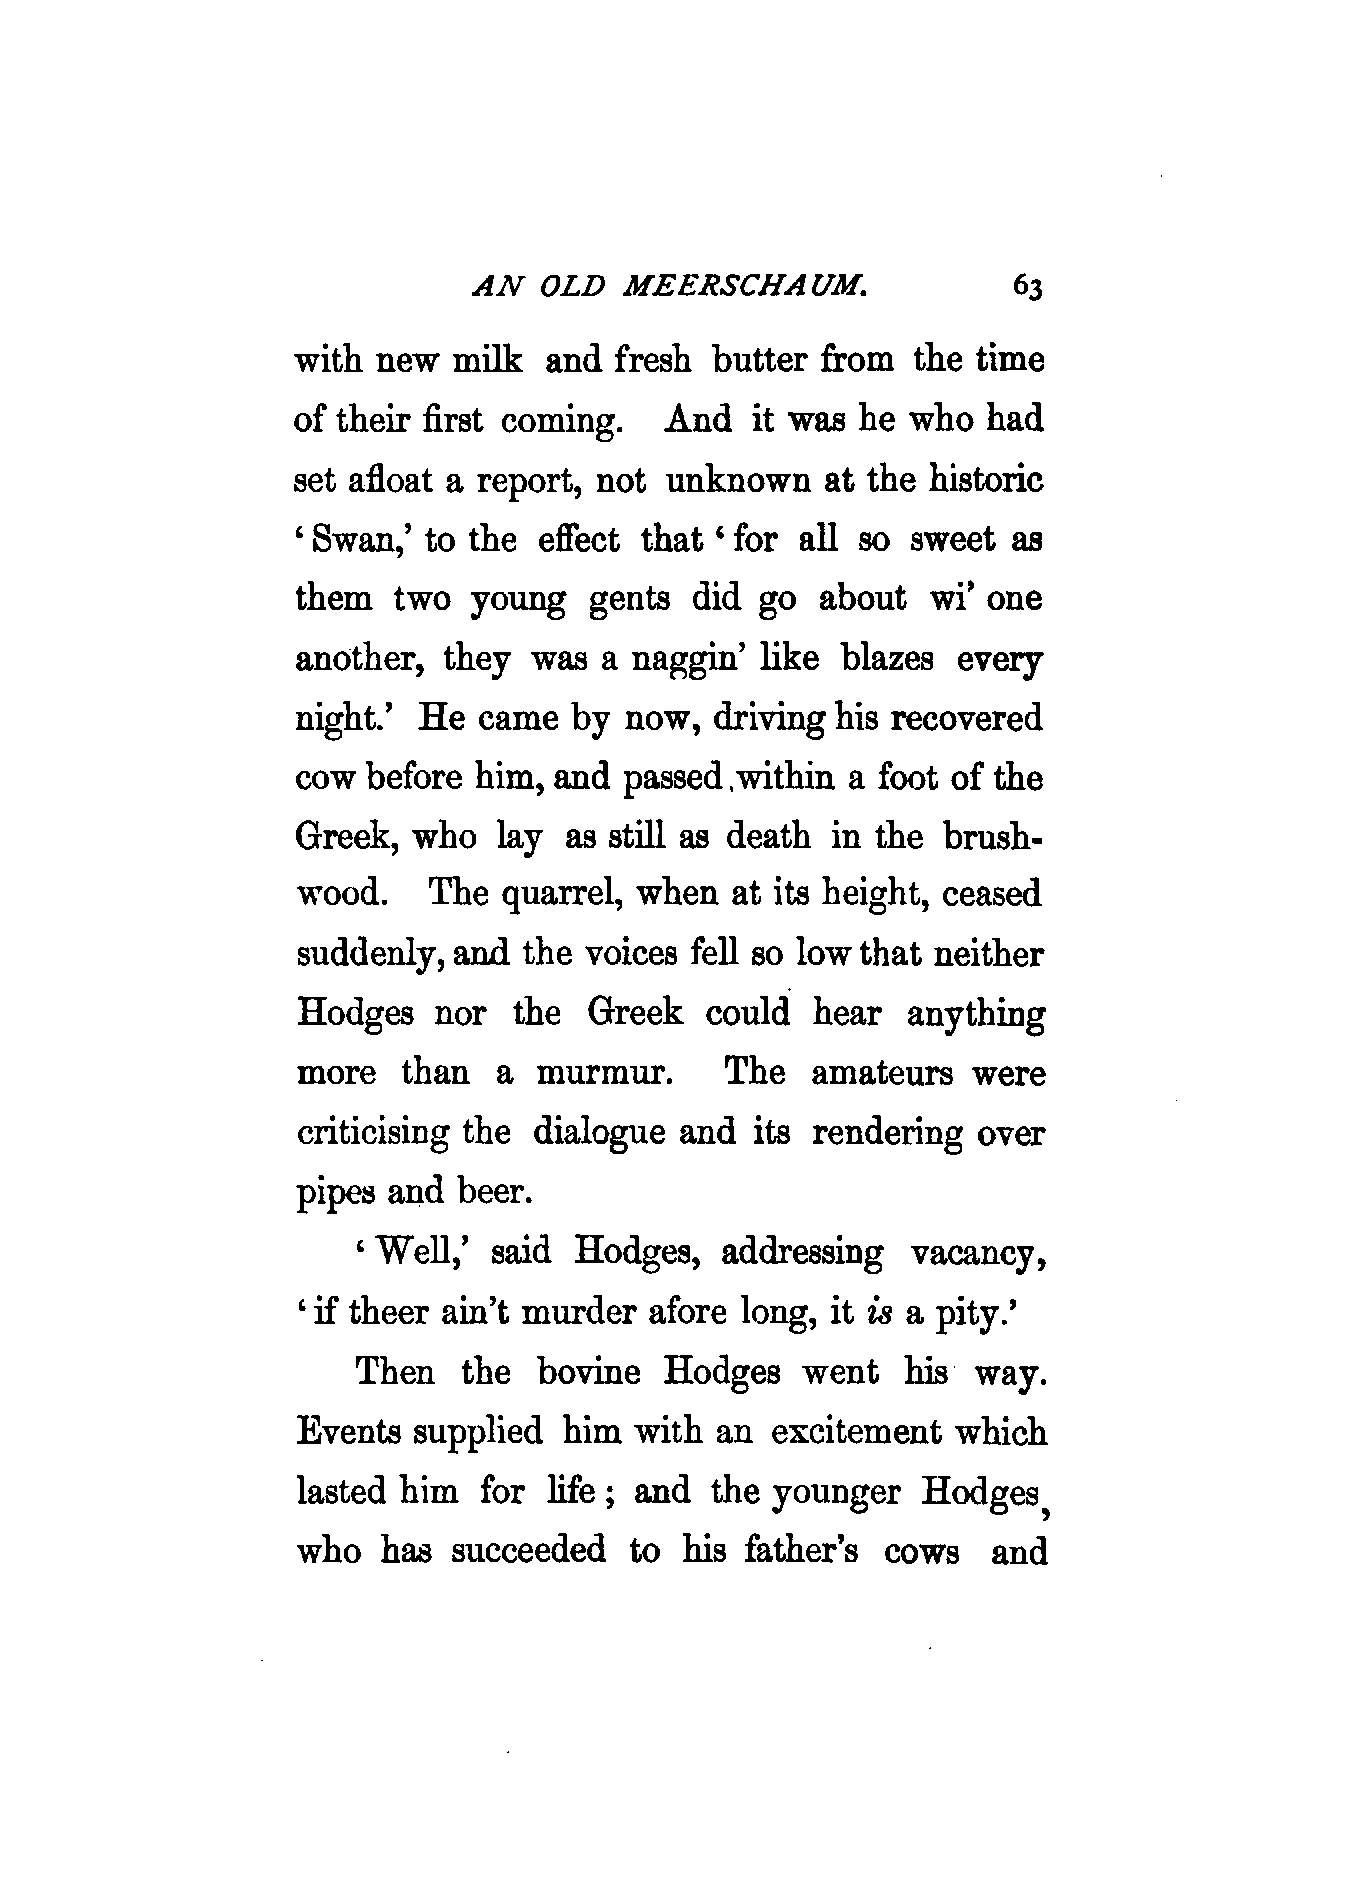 AN OLD MEERSCHAUM. 63
with new milk and fresh butter from the time
of their first coming. And it was he who had
set afloat a report, not unknown at the historic
‘Swan,’ to the effect that ‘for all so sweet as
them two young gents did go about wi’ one
another, they was a naggin’ like blazes every
night.’ He came by now, driving his recovered
cow before him, and passed within a foot of the
Greek, who lay as still as death in the brush-
wood. The quarrel, when at its height, ceased
suddenly, and the voices fell so low that neither
Hodges nor the Greek could hear anything
more than a murmur. The amateurs were
criticising the dialogue and its rendering over
pipes and beer.
‘Well,’ said Hodges, addressing vacancy,
‘if theer ain’t murder afore long, it is a pity.’
Then the bovine Hodges went his way.
Events supplied him with an excitement which
lasted him for life; and the younger Hodges,
who has succeeded to his father’s cows and